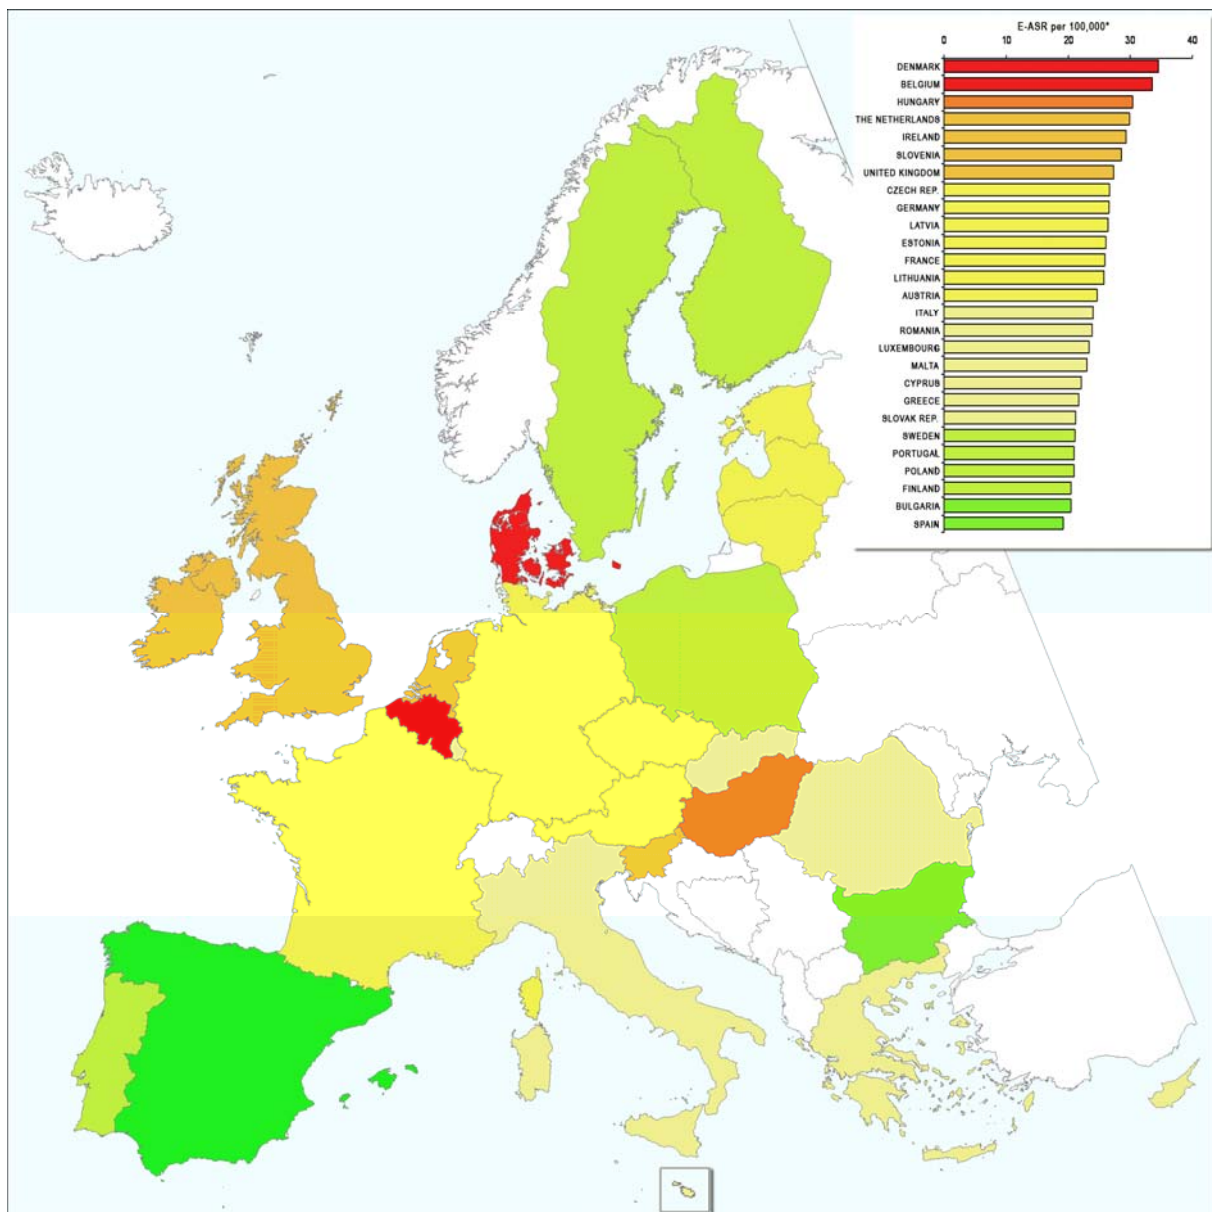 E-ASR per 100,000*
0 10 20 30 40
DENMARK
BELGIUM
HUNGARY
THE NETHERLANDS
IRELAND
SLOVENIA
UNITED KINGDOM
CZECH REP.
GERMANY
LATVIA
ESTONIA
FRANCE
LITHUANIA
AUSTRIA
ITALY
ROMANIA
LUXEMBOURG
MALTA
CYPRUS
GREECE
SLOVAK REP.
SWEDEN
PORTUGAL
POLAND
FINLAND
BULGARIA
SPAIN